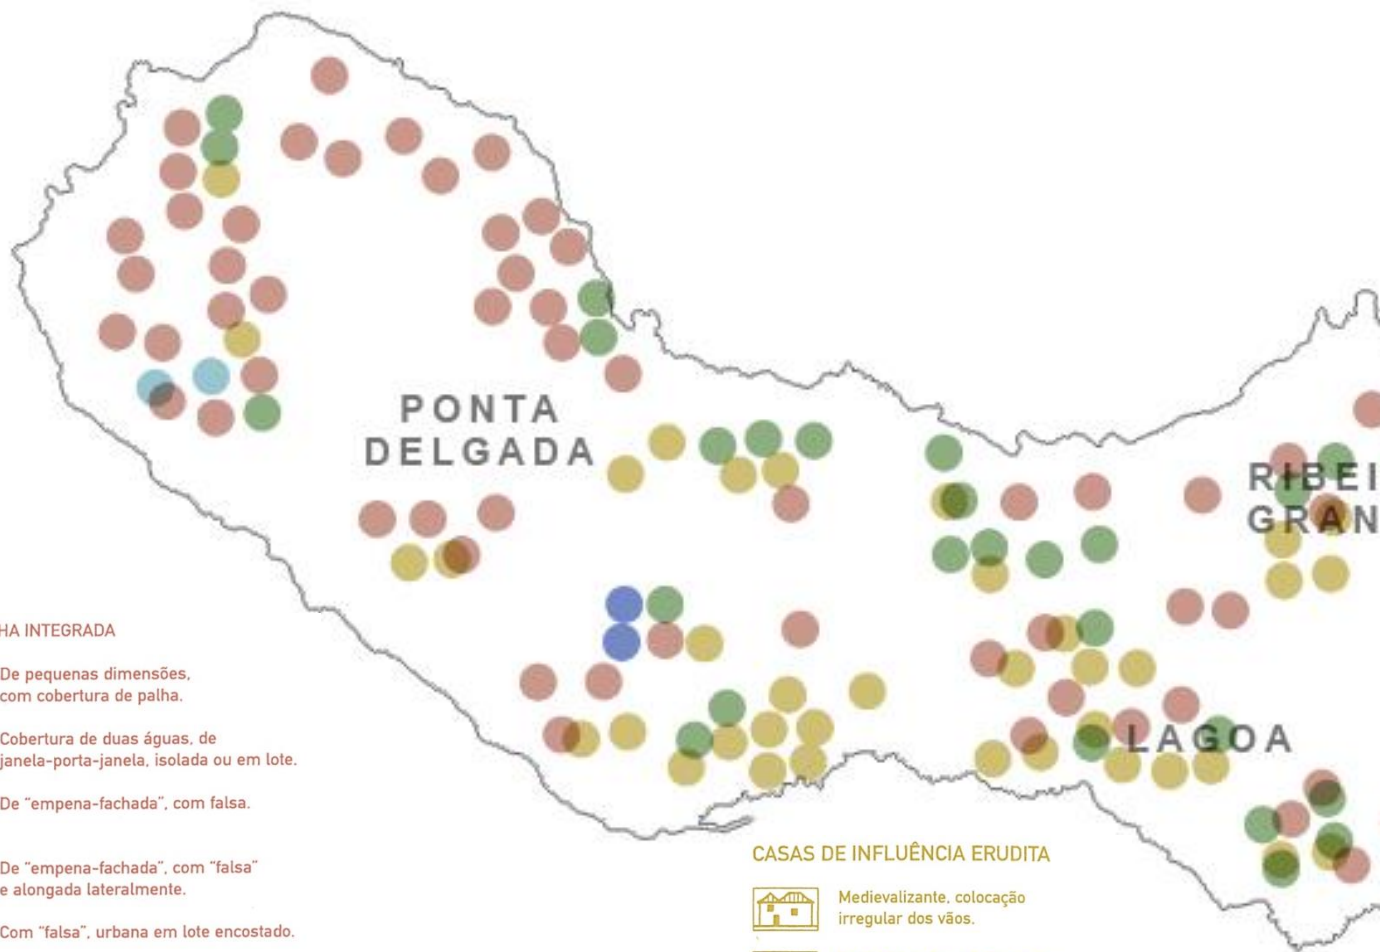 PONTA
DELGADA
RIBEI
GRAN
LAGOA
HA INTEGRADA
De pequenas dimensões,
com cobertura de palha.
Cobertura de duas águas, de
janela-porta-janela, isolada ou em lote.
De “empena-fachada”, com falsa.
De “empena-fachada”, com “falsa”
e alongada lateralmente.
Com “falsa”, urbana em lote encostado.
CASAS DE INFLUÊNCIA ERUDITA
Medievalizante, colocação
irregular dos vãos.